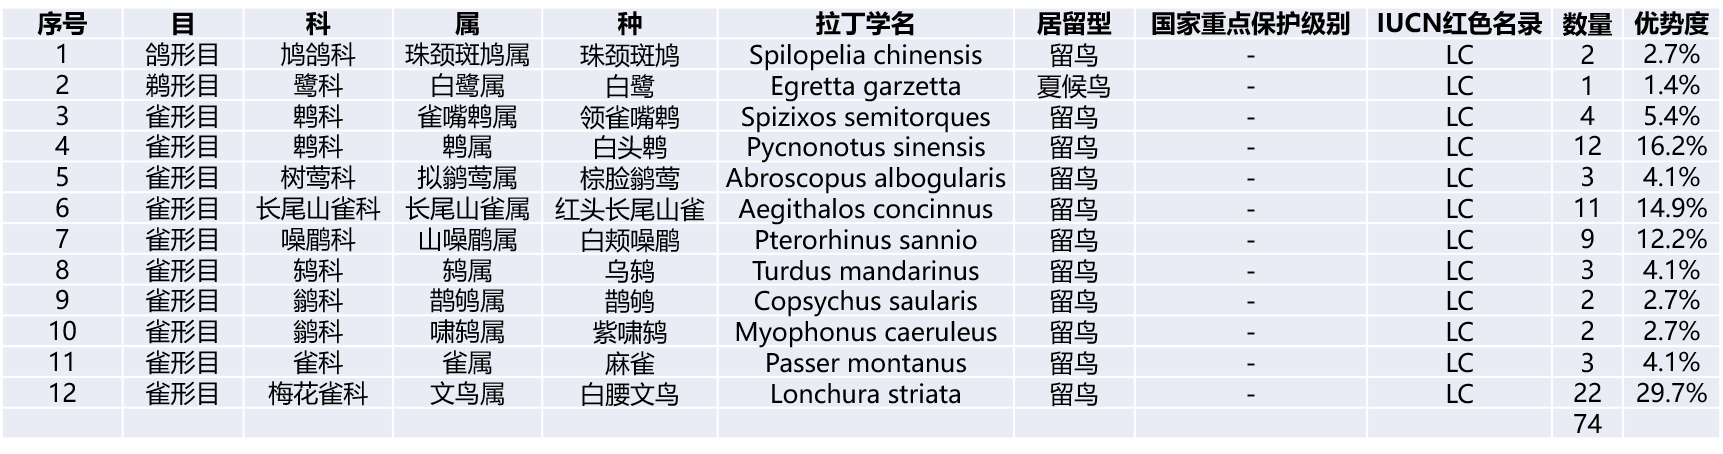 序号 目 科 属 种 拉丁学名 居留型 国家重点保护级别 IUCN红色名录 数量 优势度
1 鸽形目 鸠鸽科 珠颈斑鸠属 珠颈斑鸠 Spilopelia chinensis 留鸟 - LC 2 2.7%
2 鹈形目 鹭科 白鹭属 白鹭 Egretta garzetta 夏候鸟 - LC 1 1.4%
3 雀形目 鹎科 雀嘴鹎属 领雀嘴鹎 Spizixos semitorques 留鸟 - LC 4 5.4%
4 雀形目 鹎科 鹎属 白头鹎 Pycnonotus sinensis 留鸟 - LC 12 16.2%
5 雀形目 树莺科 拟鹟莺属 棕脸鹟莺 Abroscopus albogularis 留鸟 - LC 3 4.1%
6 雀形目 长尾山雀科 长尾山雀属 红头长尾山雀 Aegithalos concinnus 留鸟 - LC 11 14.9%
7 雀形目 噪鹛科 山噪鹛属 白颊噪鹛 Pterorhinus sannio 留鸟 - LC 9 12.2%
8 雀形目 鸫科 鸫属 乌鸫 Turdus mandarinus 留鸟 - LC 3 4.1%
9 雀形目 鹟科 鹊鸲属 鹊鸲 Copsychus saularis 留鸟 - LC 2 2.7%
10 雀形目 鹟科 啸鸫属 紫啸鸫 Myophonus caeruleus 留鸟 - LC 2 2.7%
11 雀形目 雀科 雀属 麻雀 Passer montanus 留鸟 - LC 3 4.1%
12 雀形目 梅花雀科 文鸟属 白腰文鸟 Lonchura striata 留鸟 - LC 22 29.7%
74